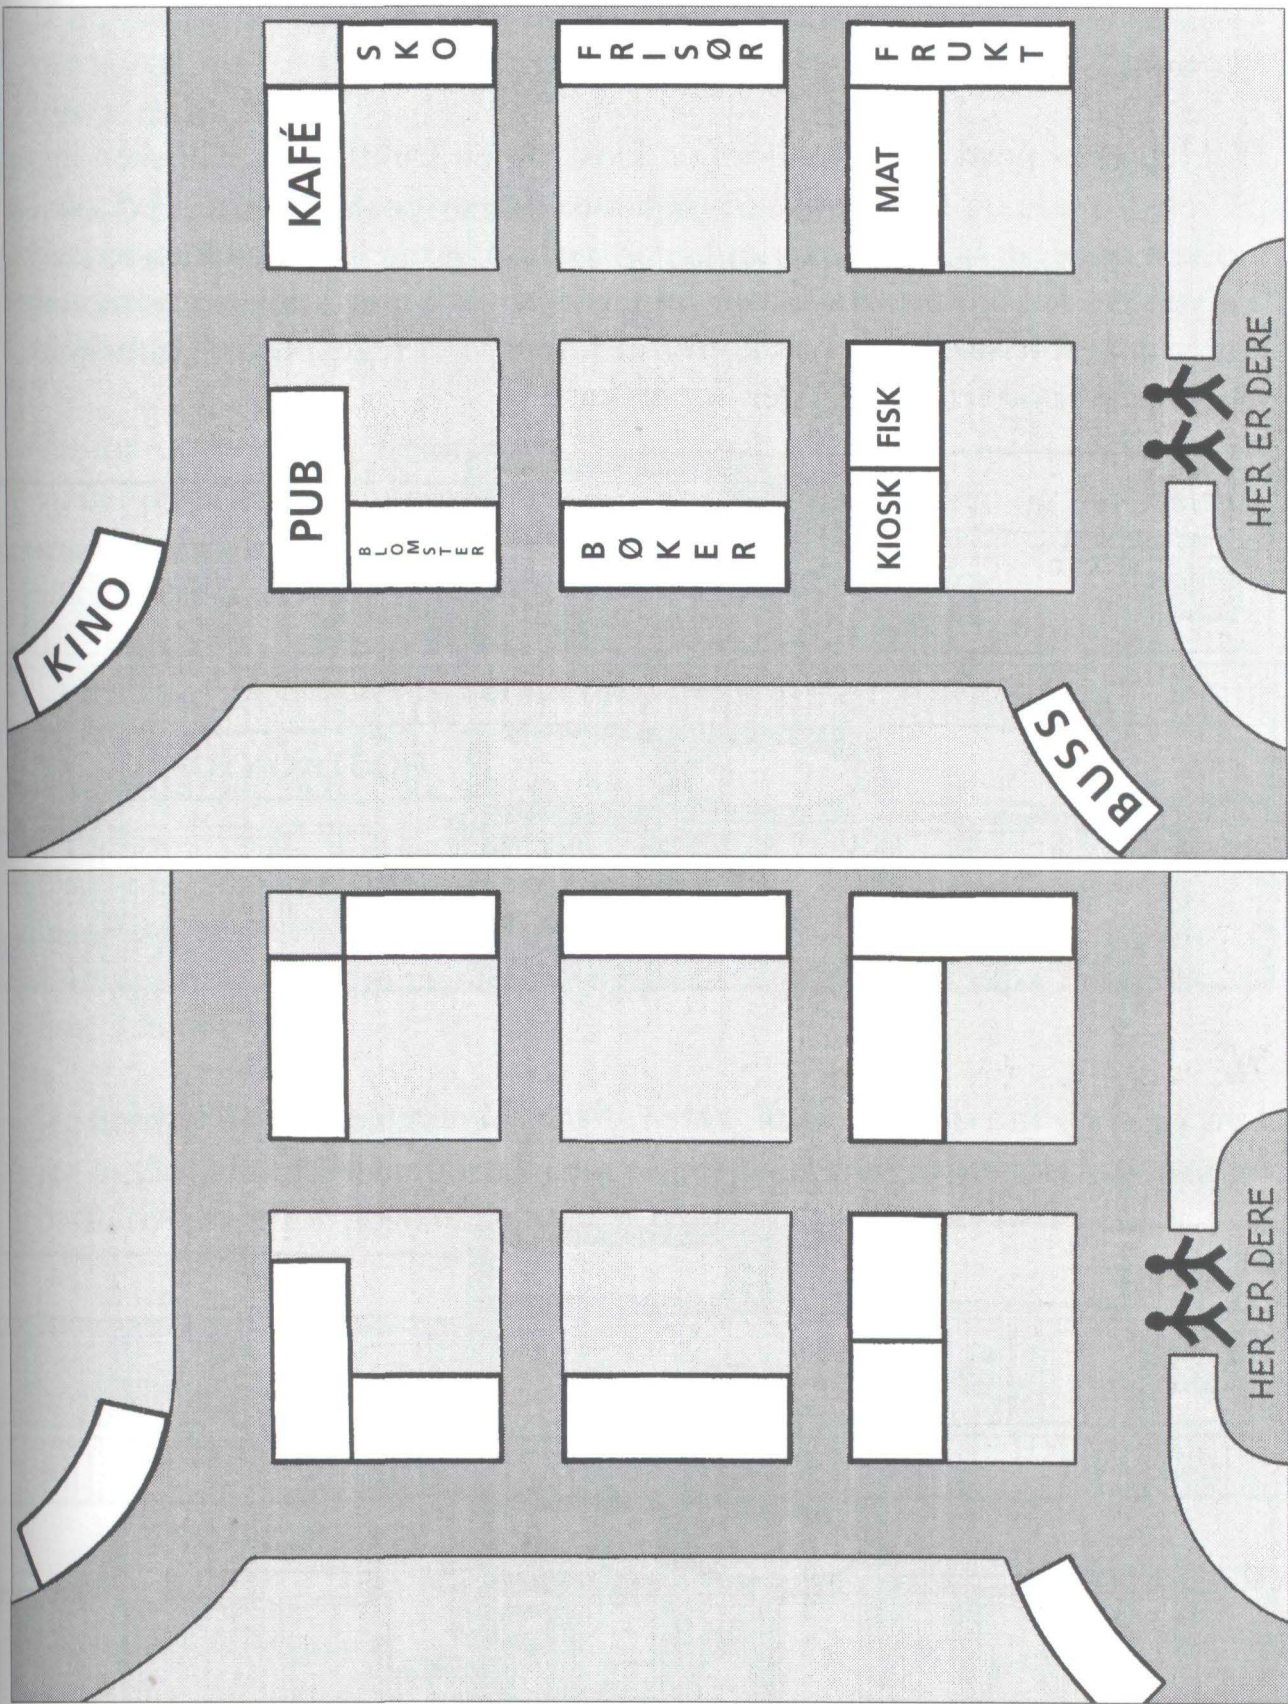 SKO
FRISØR
FRUKT
KAFÉ
MAT
PUB
BLOMSTER
BØKER
KIOSK
FISK
KINO
BUSS
HER ER DERE
HER ER DERE